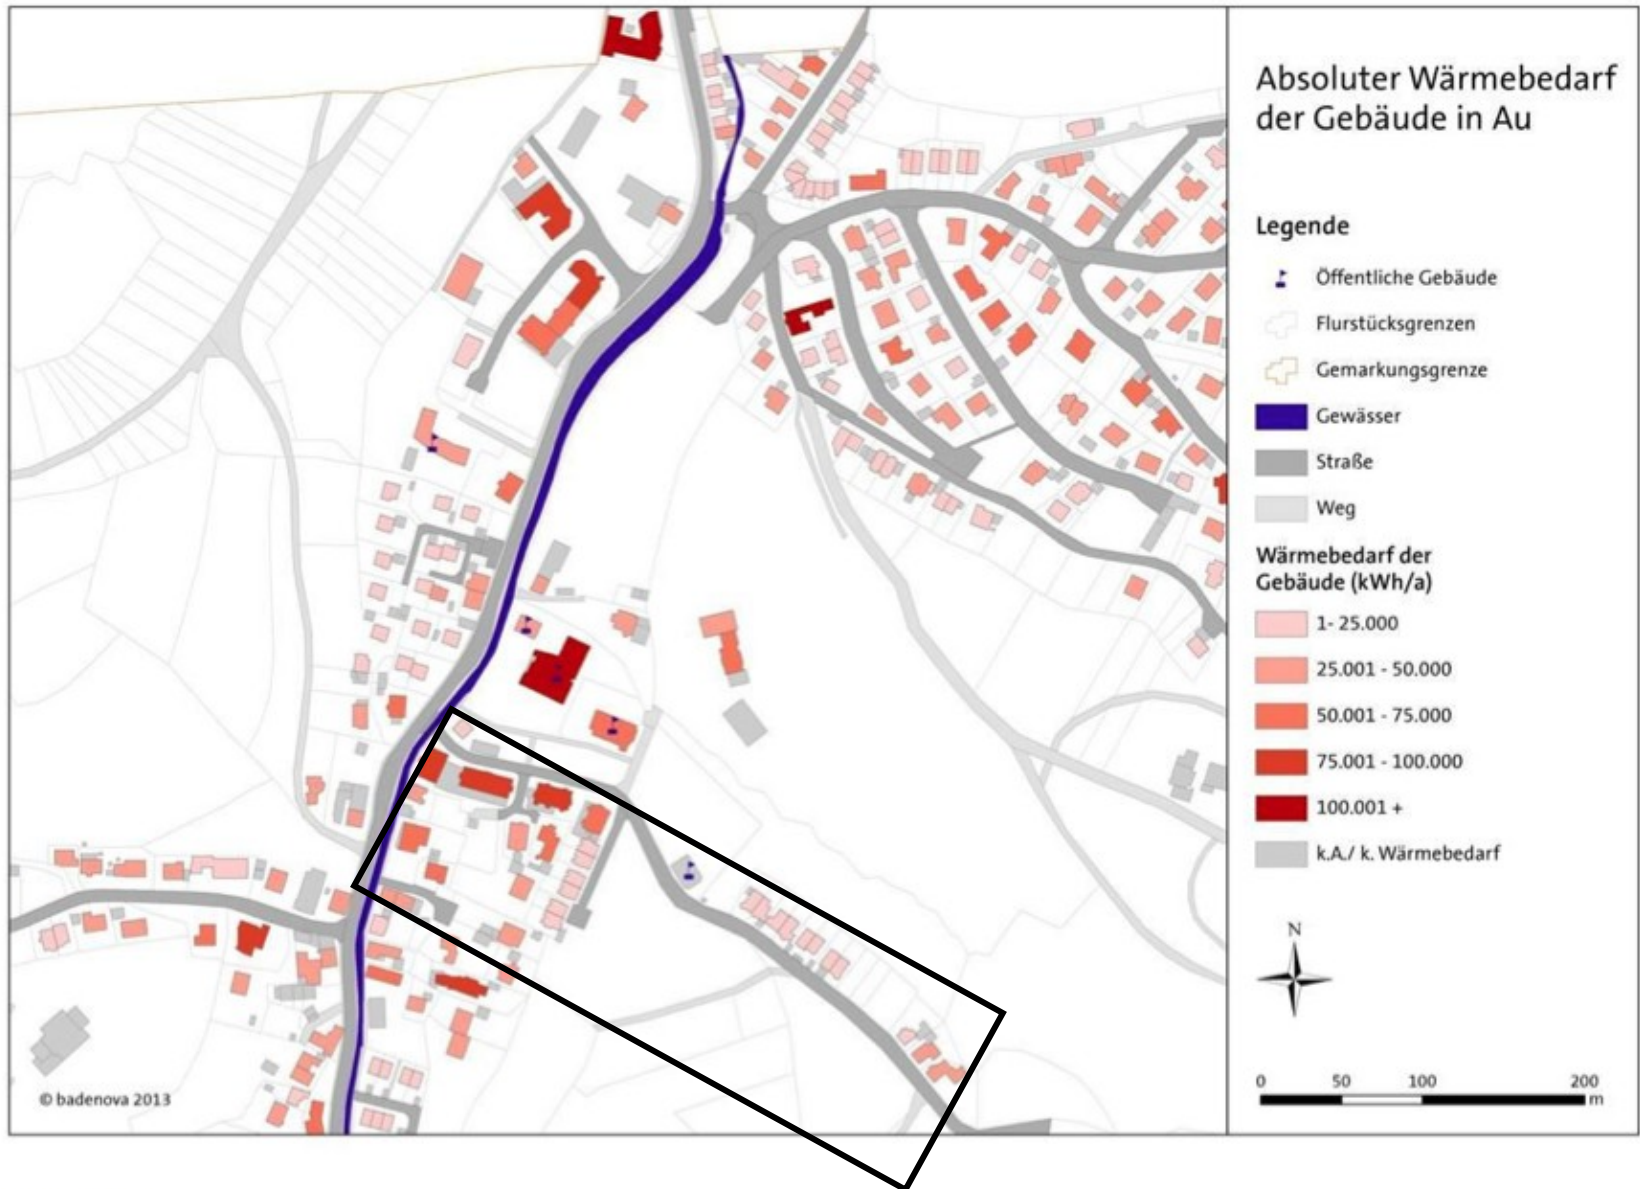 Absoluter Wärmebedarf
der Gebäude in Au
Legende
Öffentliche Gebäude
Flurstücksgrenzen
Gemarkungsgrenze
Gewässer
Straße
Weg
Wärmebedarf der
Gebäude (kWh/a)
1- 25.000
25.001 - 50.000
50.001 - 75.000
75.001 - 100.000
100.001 +
k.A./ k. Wärmebedarf
N
0 50 100 200
m
© badenova 2013